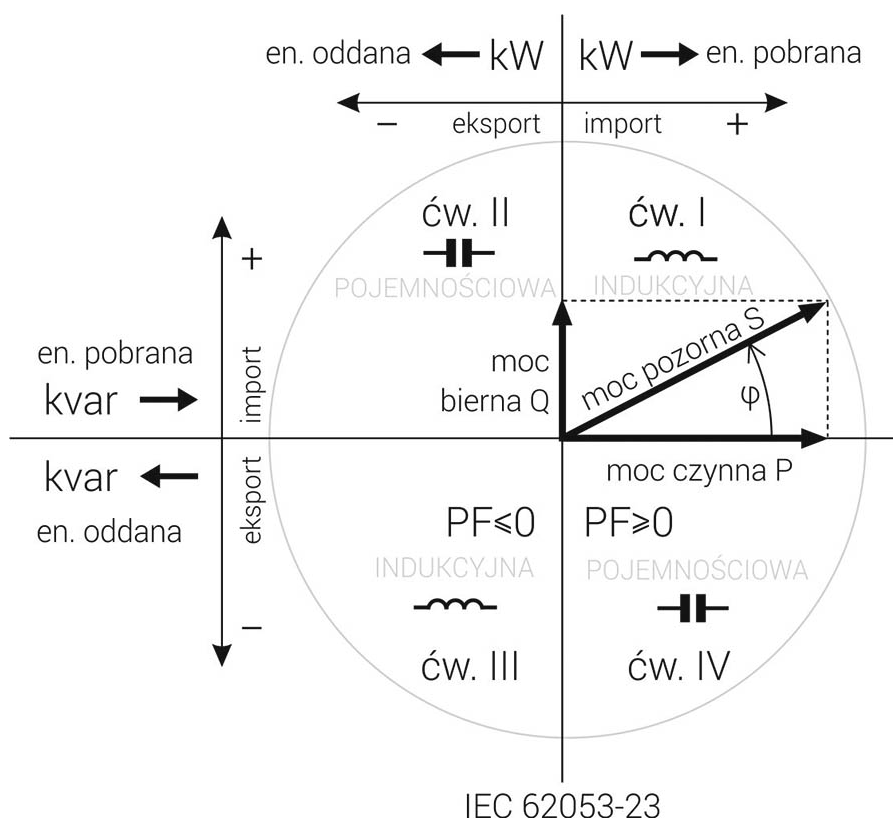 en. oddana kW kW en. pobrana
− eksport import +
ćw. II ćw. I
POJEMNOŚCIOWA INDUKCYJNA
+
en. pobrana
kvar
import
moc
bierna Q
moc pozorna S
φ
moc czynna P
kvar
en. oddana
eksport
−
PF⩽0 PF⩾0
INDUKCYJNA POJEMNOŚCIOWA
ćw. III ćw. IV
IEC 62053-23